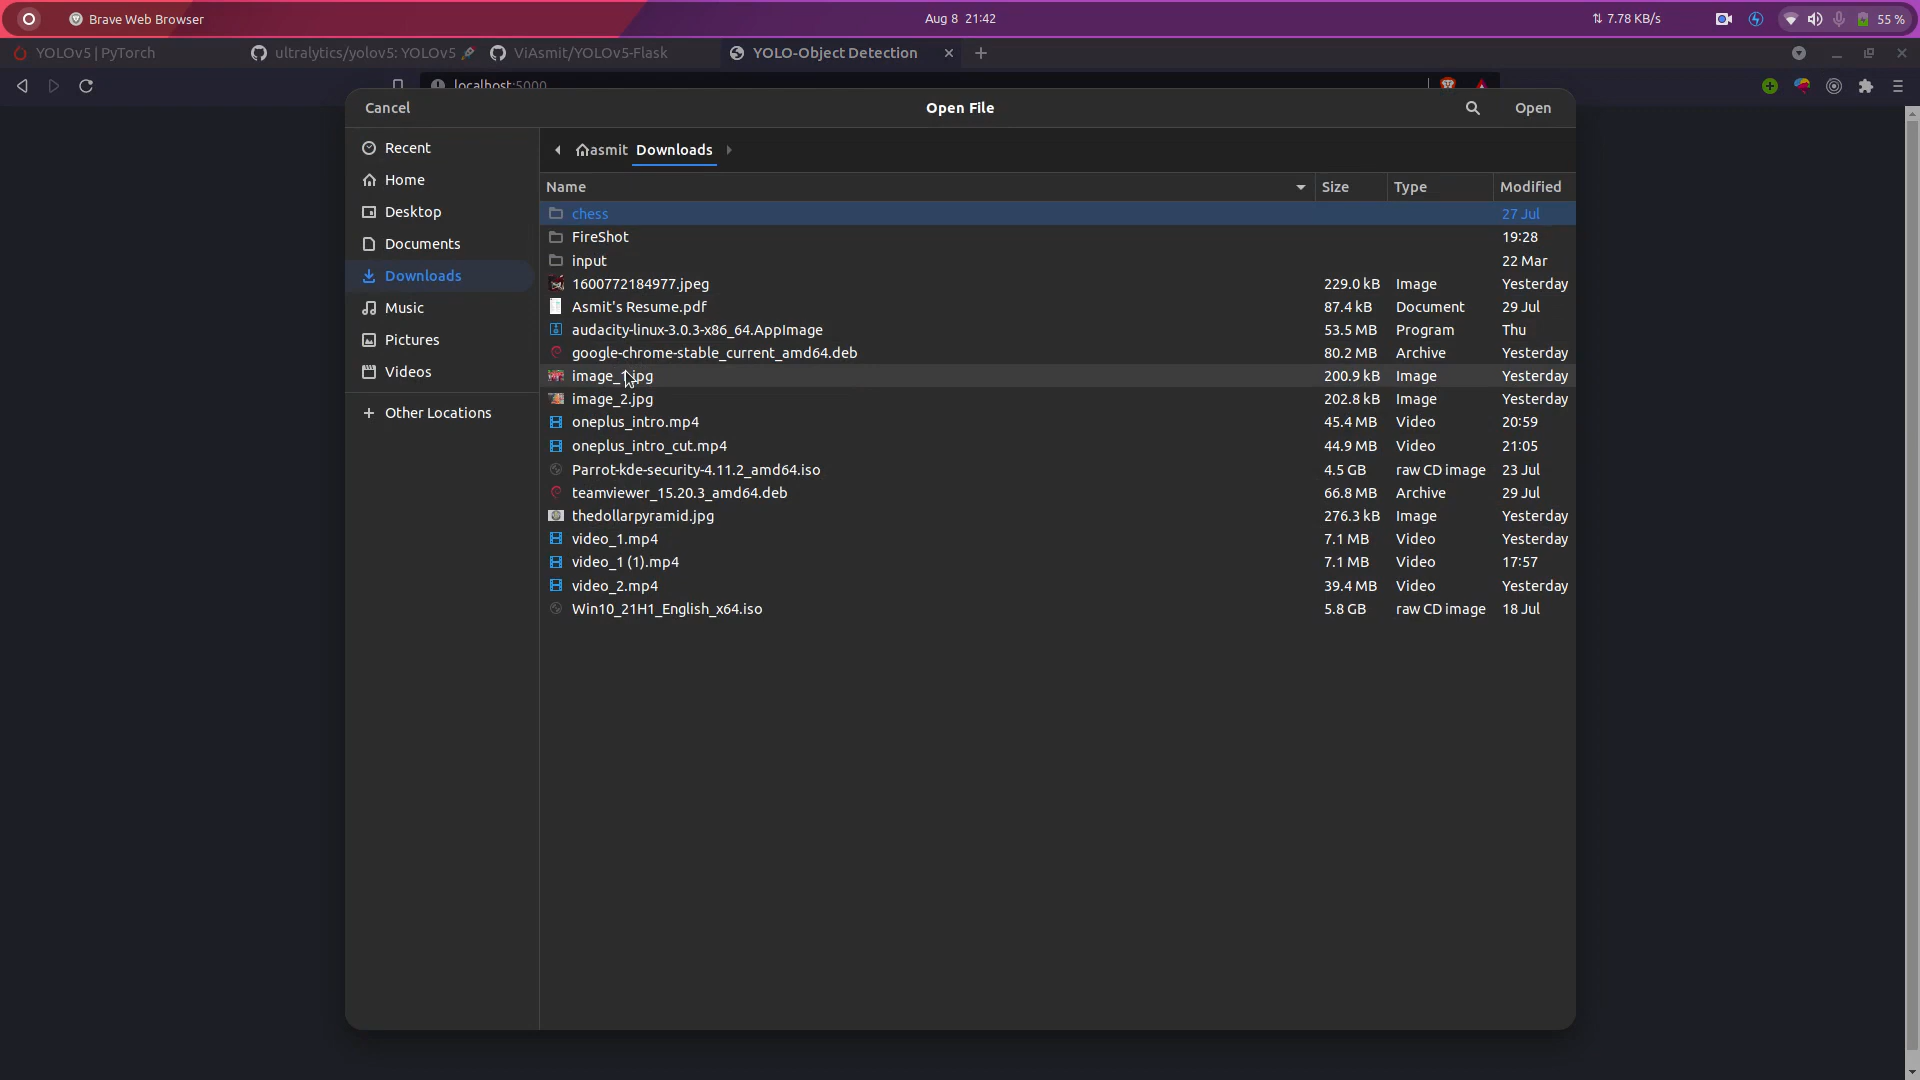 Brave Web Browser
Aug 8 21:42
7.78 KB/s
55 %
YOLOv5 | PyTorch
ultralytics/yolov5: YOLOv5 🚀
ViAsmit/YOLOv5-Flask
YOLO-Object Detection
localhost:5000
Cancel
Open File
Open
Recent
Home
Desktop
Documents
Downloads
Music
Pictures
Videos
Other Locations
asmit Downloads
Name Size Type Modified
chess 27 Jul
FireShot 19:28
input 22 Mar
1600772184977.jpeg 229.0 kB Image Yesterday
Asmit's Resume.pdf 87.4 kB Document 29 Jul
audacity-linux-3.0.3-x86_64.AppImage 53.5 MB Program Thu
google-chrome-stable_current_amd64.deb 80.2 MB Archive Yesterday
image_1.jpg 200.9 kB Image Yesterday
image_2.jpg 202.8 kB Image Yesterday
oneplus_intro.mp4 45.4 MB Video 20:59
oneplus_intro_cut.mp4 44.9 MB Video 21:05
Parrot-kde-security-4.11.2_amd64.iso 4.5 GB raw CD image 23 Jul
teamviewer_15.20.3_amd64.deb 66.8 MB Archive 29 Jul
thedollarpyramid.jpg 276.3 kB Image Yesterday
video_1.mp4 7.1 MB Video Yesterday
video_1 (1).mp4 7.1 MB Video 17:57
video_2.mp4 39.4 MB Video Yesterday
Win10_21H1_English_x64.iso 5.8 GB raw CD image 18 Jul